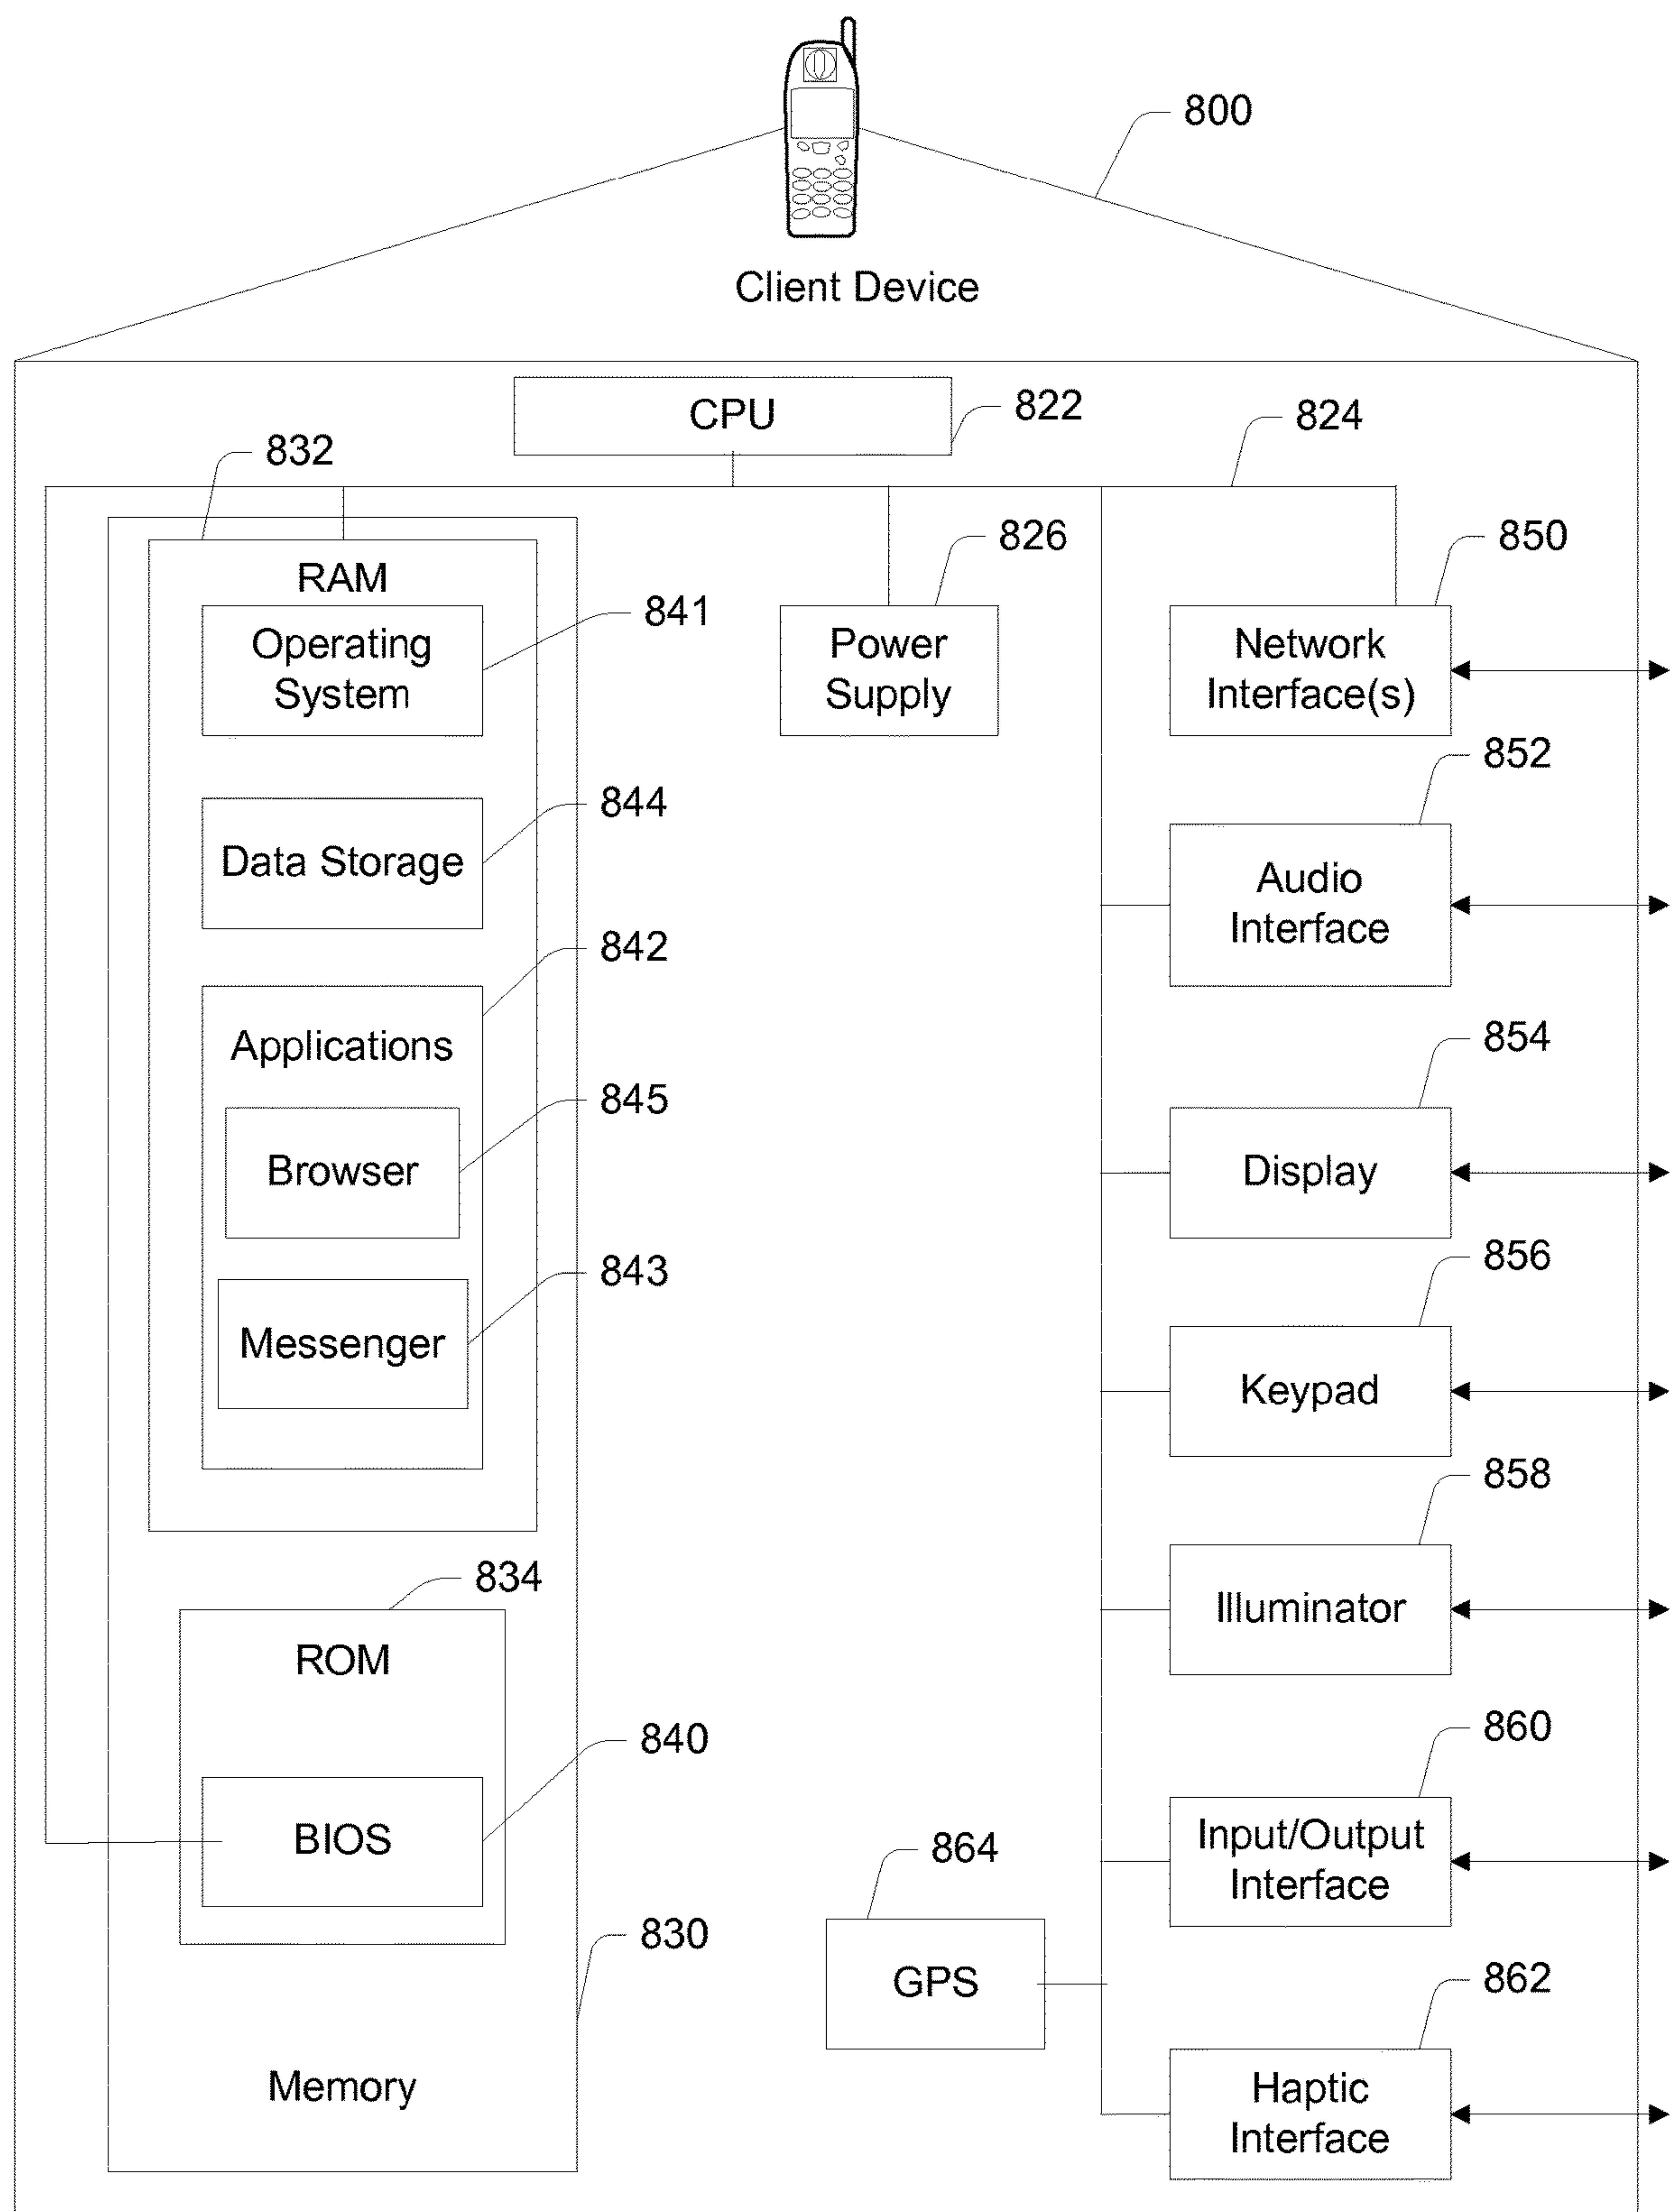 800
Client Device
CPU
822
824
832
826
850
RAM
Operating
System
841
Power
Supply
Network
Interface(s)
844
Data Storage
852
Audio
Interface
842
Applications
845
Browser
854
Display
843
Messenger
856
Keypad
858
Illuminator
834
ROM
840
BIOS
860
Input/Output
Interface
864
GPS
830
Memory
862
Haptic
Interface